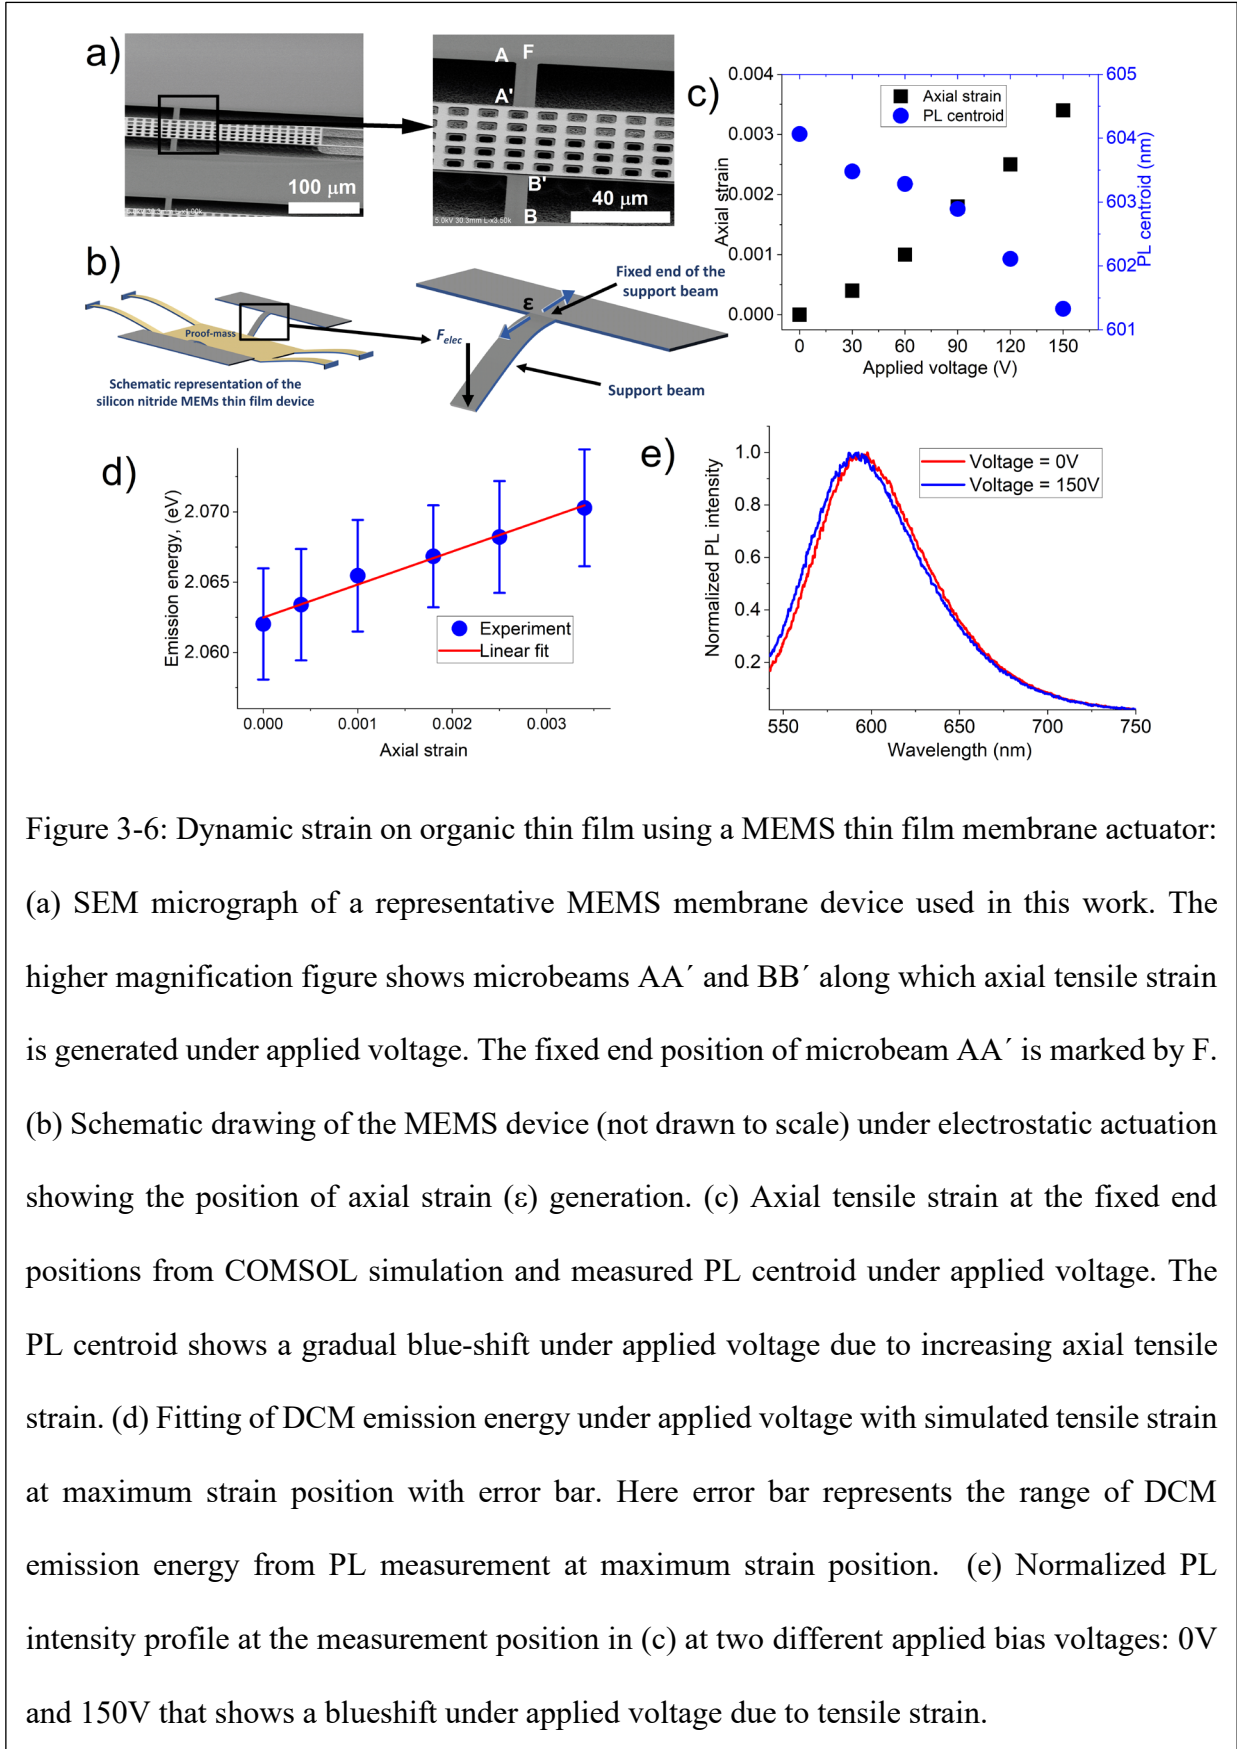 a)
100 μm
A F
A'
B'
B
40 μm
5.0kV 30.3mm L-x3.50k
c)
0.004
0.003
0.002
0.001
0.000
Axial strain
Axial strain
PL centroid
605
604
603
602
601
PL centroid (nm)
0 30 60 90 120 150
Applied voltage (V)
b)
Proof-mass
Schematic representation of the
silicon nitride MEMs thin film device
Felec
ε
Fixed end of the
support beam
Support beam
d)
Emission energy, (eV)
2.070
2.065
2.060
Experiment
Linear fit
0.000 0.001 0.002 0.003
Axial strain
e)
Normalized PL intensity
1.0
0.8
0.6
0.4
0.2
Voltage = 0V
Voltage = 150V
550 600 650 700 750
Wavelength (nm)
Figure 3-6: Dynamic strain on organic thin film using a MEMS thin film membrane actuator:
(a) SEM micrograph of a representative MEMS membrane device used in this work. The
higher magnification figure shows microbeams AA´ and BB´ along which axial tensile strain
is generated under applied voltage. The fixed end position of microbeam AA´ is marked by F.
(b) Schematic drawing of the MEMS device (not drawn to scale) under electrostatic actuation
showing the position of axial strain (ε) generation. (c) Axial tensile strain at the fixed end
positions from COMSOL simulation and measured PL centroid under applied voltage. The
PL centroid shows a gradual blue-shift under applied voltage due to increasing axial tensile
strain. (d) Fitting of DCM emission energy under applied voltage with simulated tensile strain
at maximum strain position with error bar. Here error bar represents the range of DCM
emission energy from PL measurement at maximum strain position. (e) Normalized PL
intensity profile at the measurement position in (c) at two different applied bias voltages: 0V
and 150V that shows a blueshift under applied voltage due to tensile strain.